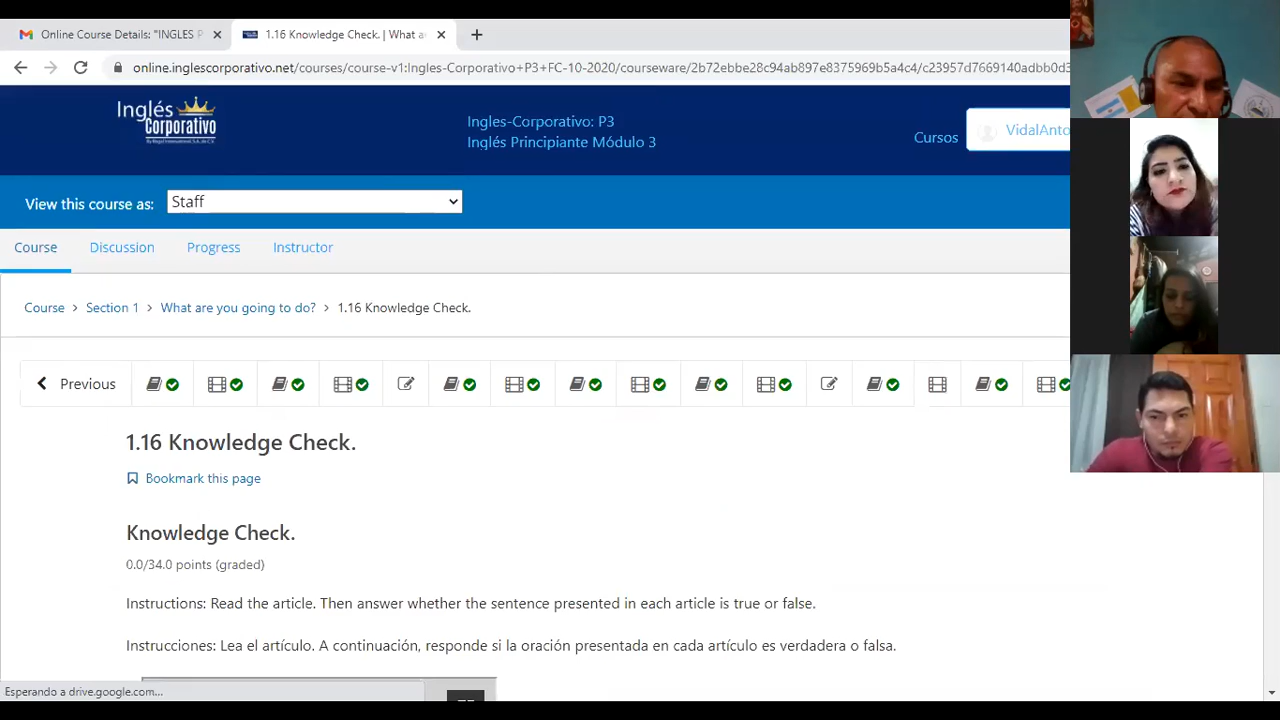 Online Course Details: "INGLES P
1.16 Knowledge Check. | What a
online.inglescorporativo.net/courses/course-v1:Ingles-Corporativo+P3+FC-10-2020/courseware/2b72ebbe28c94ab897e8375969b5a4c4/c23957d7669140adbb0d3
Inglés
Corporativo
By Regal International, S.A. de C.V.
Ingles-Corporativo: P3
Inglés Principiante Módulo 3
Cursos
VidalAnto
View this course as:
Staff
Course
Discussion
Progress
Instructor
Course > Section 1 > What are you going to do? > 1.16 Knowledge Check.
Previous
1.16 Knowledge Check.
Bookmark this page
Knowledge Check.
0.0/34.0 points (graded)
Instructions: Read the article. Then answer whether the sentence presented in each article is true or false.
Instrucciones: Lea el artículo. A continuación, responde si la oración presentada en cada artículo es verdadera o falsa.
Esperando a drive.google.com...